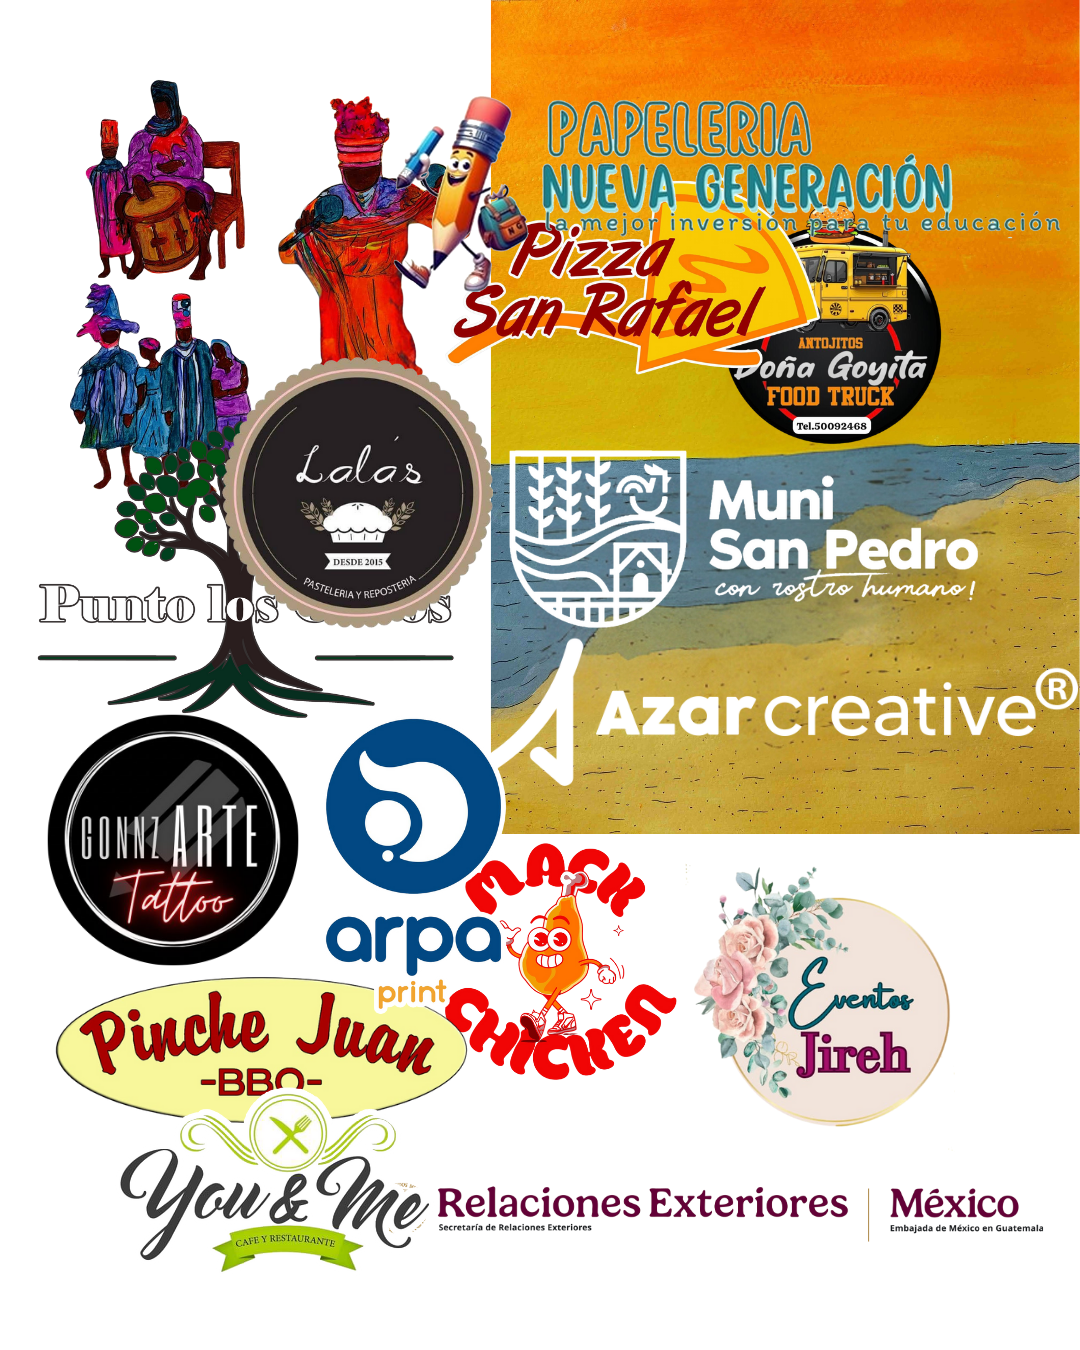 PAPELERIA
NUEVA GENERACIÓN
la mejor inversión para tu educación
Pizza
San Rafael
ANTOJITOS
Doña Goyita
FOOD TRUCK
Tel.50092468
Lalás
DESDE 2015
PASTELERIA Y REPOSTERIA
Punto los
Muni
San Pedro
con rostro humano!
Azar creative®
GONNZ ARTE
Tattoo
arpa
print
MACK
CHICKEN
Eventos
Jireh
Pinche Juan
-BBQ-
You & Me
CAFE Y RESTAURANTE
Relaciones Exteriores
Secretaría de Relaciones Exteriores
México
Embajada de México en Guatemala